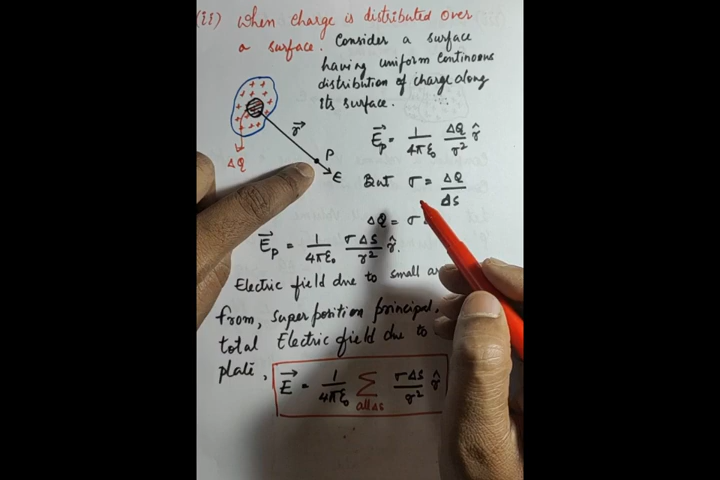 (ii) When charge is distributed over
a surface. Consider a surface
having uniform continuous
distribution of charge along
its surface.
ΔQ
r⃗
P
E
E⃗p = 1/4πε₀ ΔQ/r² r̂
But σ = ΔQ/ΔS
ΔQ = σ
E⃗p = 1/4πε₀ σΔS/r² r̂.
Electric field due to small
from, Superposition principal,
total Electric field due to
plate,
E⃗ = 1/4πε₀ Σ all ΔS σΔS/r² r̂